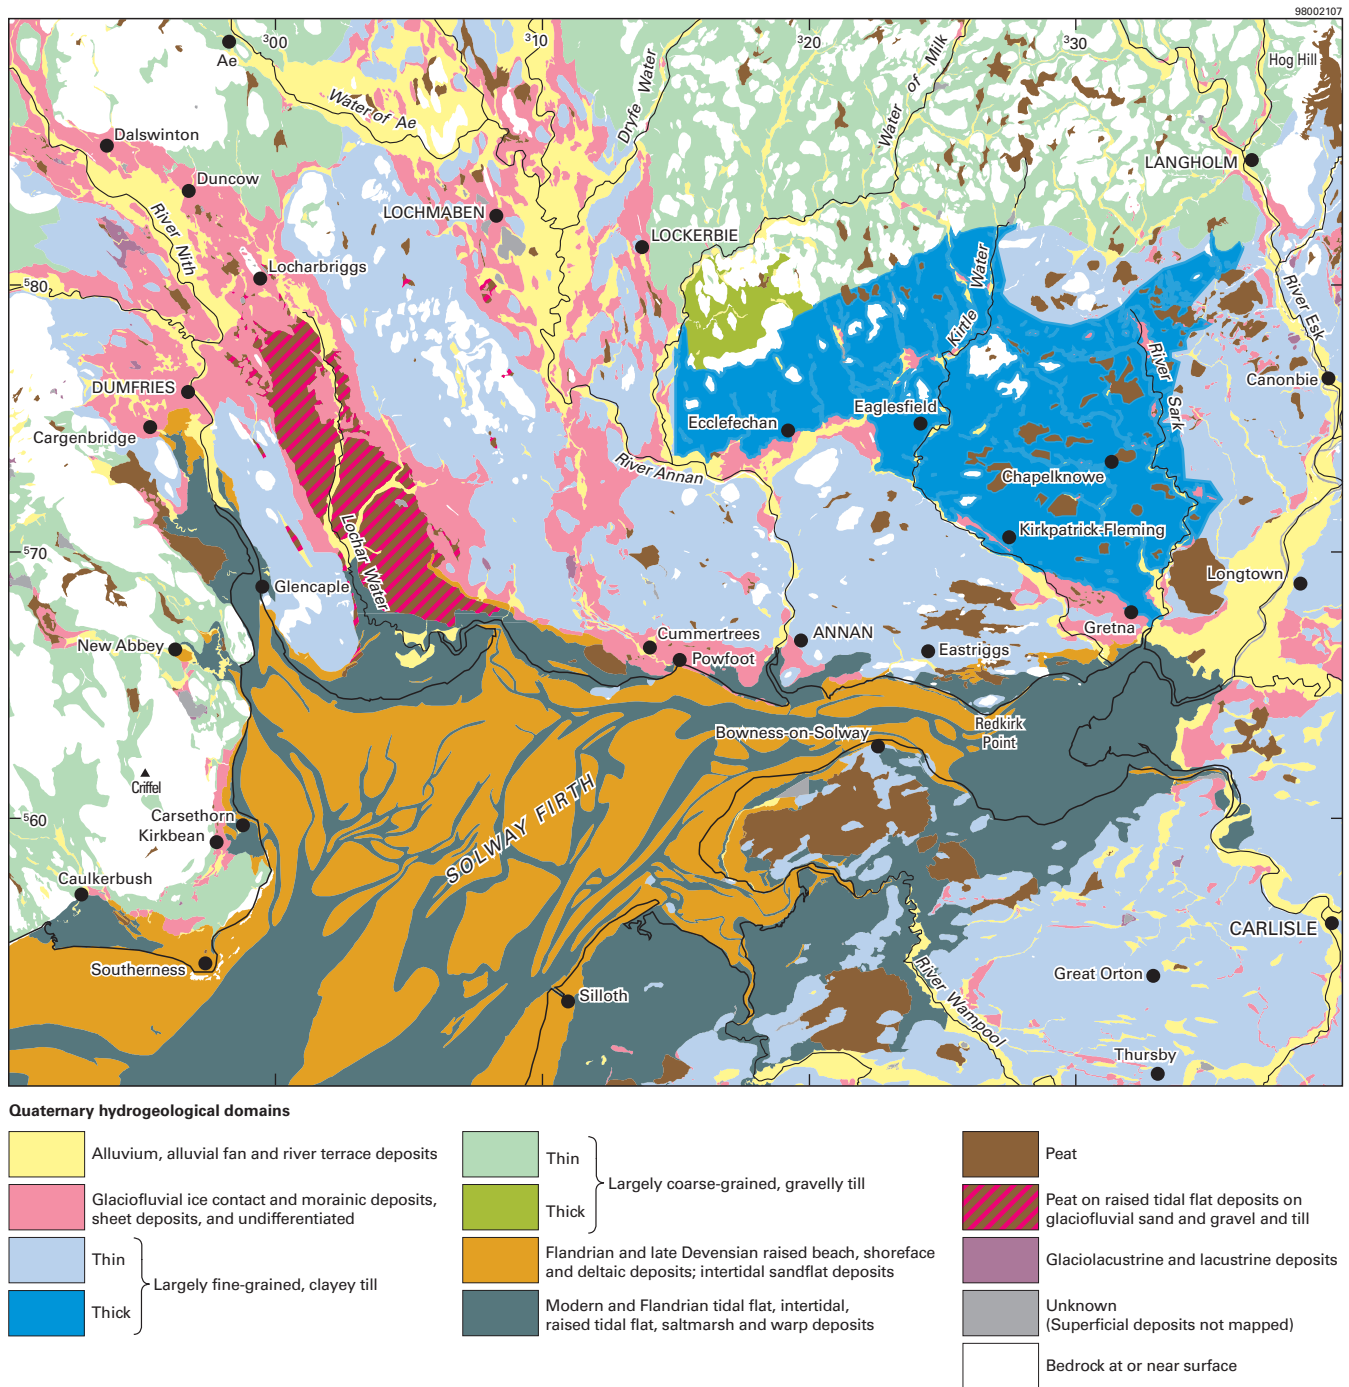 98002107
³00
³10
³20
³30
Hog Hill
Ae
Water of Ae
Dryfe Water
Water of Milk
Dalswinton
LANGHOLM
Duncow
River Nith
LOCHMABEN
LOCKERBIE
Locharbriggs
Kirtle Water
River Esk
⁵80
River Sark
DUMFRIES
Canonbie
Cargenbridge
Ecclefechan
Eaglesfield
River Annan
Chapelknowe
Lochar Water
Kirkpatrick-Fleming
⁵70
Glencaple
Longtown
Gretna
New Abbey
Cummertrees
ANNAN
Powfoot
Eastriggs
Redkirk
Point
Bowness-on-Solway
Criffel
SOLWAY FIRTH
⁵60
Carsethorn
Kirkbean
Caulkerbush
CARLISLE
Southerness
Silloth
Great Orton
River Wampool
Thursby
Quaternary hydrogeological domains
Alluvium, alluvial fan and river terrace deposits
Glaciofluvial ice contact and morainic deposits,
sheet deposits, and undifferentiated
Thin
Largely fine-grained, clayey till
Thick
Thin
Largely coarse-grained, gravelly till
Thick
Flandrian and late Devensian raised beach, shoreface
and deltaic deposits; intertidal sandflat deposits
Modern and Flandrian tidal flat, intertidal,
raised tidal flat, saltmarsh and warp deposits
Peat
Peat on raised tidal flat deposits on
glaciofluvial sand and gravel and till
Glaciolacustrine and lacustrine deposits
Unknown
(Superficial deposits not mapped)
Bedrock at or near surface